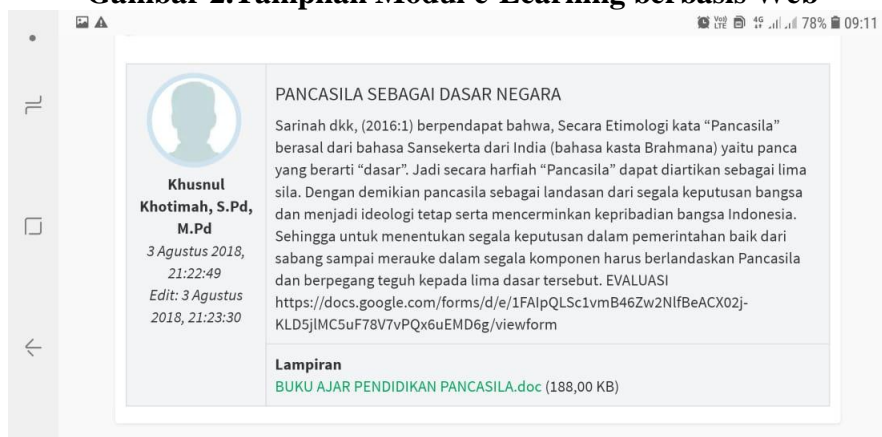 Gambar 2.Tampilan Modul e-Learning berbasis Web
VoD) 4G 78% 09:11
LTE
Khusnul
Khotimah, S.Pd,
M.Pd
3 Agustus 2018,
21:22:49
Edit: 3 Agustus
2018, 21:23:30
PANCASILA SEBAGAI DASAR NEGARA
Sarinah dkk, (2016:1) berpendapat bahwa, Secara Etimologi kata “Pancasila”
berasal dari bahasa Sansekerta dari India (bahasa kasta Brahmana) yaitu panca
yang berarti “dasar”. Jadi secara harfiah “Pancasila” dapat diartikan sebagai lima
sila. Dengan demikian pancasila sebagai landasan dari segala keputusan bangsa
dan menjadi ideologi tetap serta mencerminkan kepribadian bangsa Indonesia.
Sehingga untuk menentukan segala keputusan dalam pemerintahan baik dari
sabang sampai merauke dalam segala komponen harus berlandaskan Pancasila
dan berpegang teguh kepada lima dasar tersebut. EVALUASI
https://docs.google.com/forms/d/e/1FAIpQLSc1vmB46Zw2NlfBeACX02j-
KLD5jlMC5uF78V7vPQx6uEMD6g/viewform
Lampiran
BUKU AJAR PENDIDIKAN PANCASILA.doc (188,00 KB)